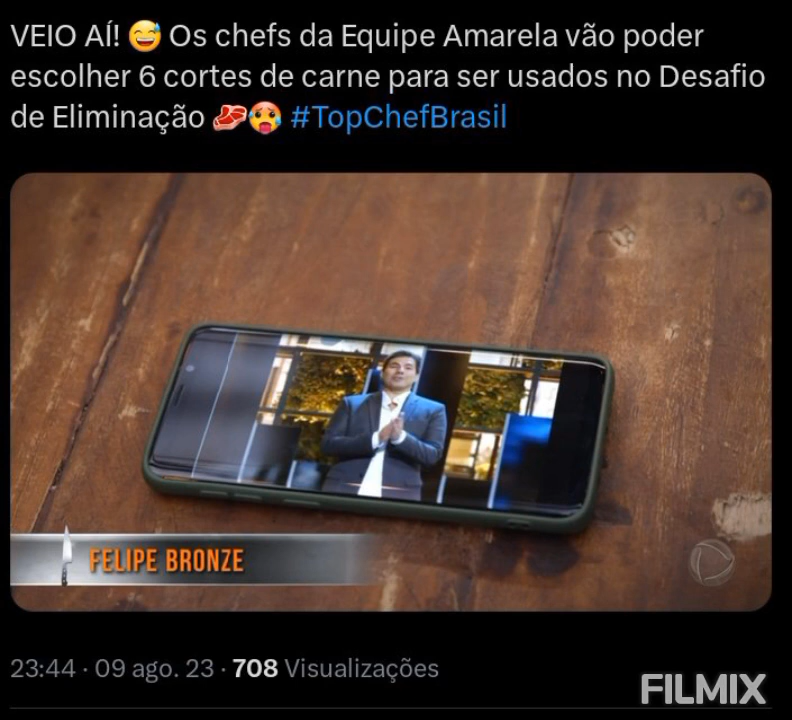 VEIO AÍ! 😅 Os chefs da Equipe Amarela vão poder
escolher 6 cortes de carne para ser usados no Desafio
de Eliminação 🥩🥵 #TopChefBrasil
FELIPE BRONZE
23:44 · 09 ago. 23 · 708 Visualizações
FILMIX